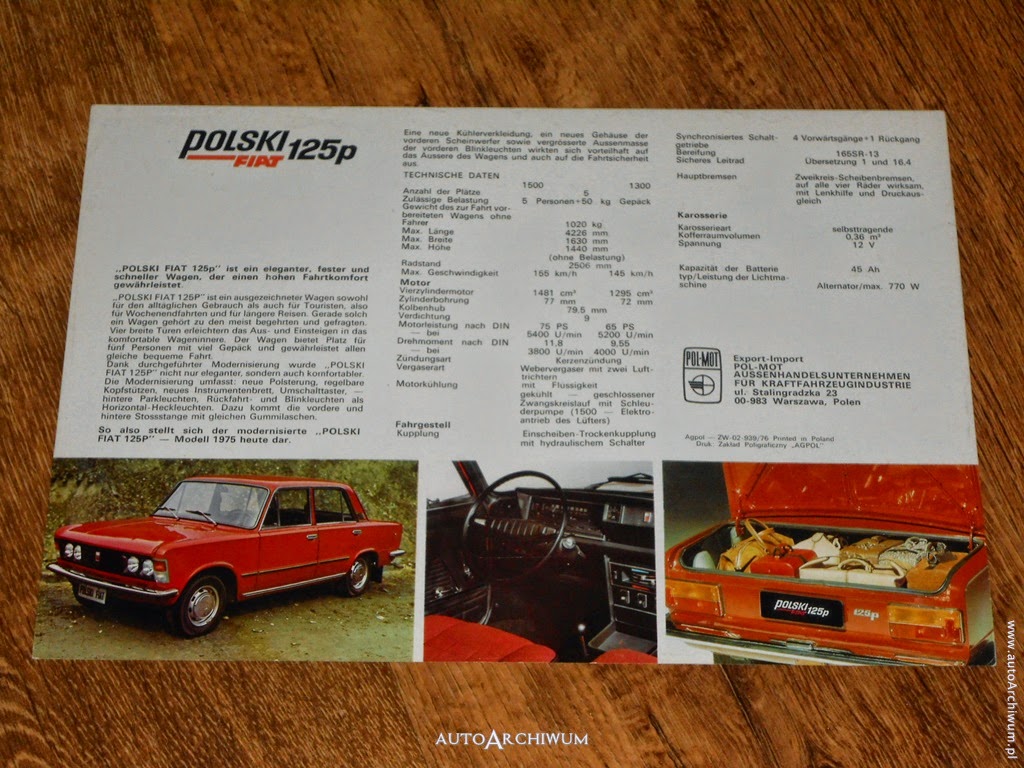 POLSKI
FIAT 125p
„POLSKI FIAT 125p" ist ein eleganter, fester und
schneller Wagen, der einen hohen Fahrtkomfort
gewährleistet.
„POLSKI FIAT 125P" ist ein ausgezeichneter Wagen sowohl
für den alltäglichen Gebrauch als auch für Touristen, also
für Wochenendfahrten und für längere Reisen. Gerade solch
ein Wagen gehört zu den meist begehrten und gefragten.
Vier breite Türen erleichtern das Aus- und Einsteigen in das
komfortable Wageninnere. Der Wagen bietet Platz für
fünf Personen mit viel Gepäck und gewährleistet allen
gleiche bequeme Fahrt.
Dank durchgeführter Modernisierung wurde „POLSKI
FIAT 125P" nicht nur eleganter, sondern auch komfortabler.
Die Modernisierung umfasst: neue Polsterung, regelbare
Kopfstützen, neues Instrumentenbrett, Umschalttaster, —
hintere Parkleuchten, Rückfahrt- und Blinkleuchten als
Horizontal-Heckleuchten. Dazu kommt die vordere und
hintere Stossstange mit gleichen Gummilaschen.
So also stellt sich der modernisierte „POLSKI
FIAT 125P" — Modell 1975 heute dar.
Eine neue Kühlerverkleidung, ein neues Gehäuse der
vorderen Scheinwerfer sowie vergrösserte Aussenmasse
der vorderen Blinkleuchten wirkten sich vorteilhaft auf
das Äussere des Wagens und auch auf die Fahrtsicherheit
aus.
TECHNISCHE DATEN
1500 1300
Anzahl der Plätze 5
Zulässige Belastung 5 Personen+50 kg Gepäck
Gewicht des zur Fahrt vor-
bereiteten Wagens ohne
Fahrer 1020 kg
Max. Länge 4226 mm
Max. Breite 1630 mm
Max. Höhe 1440 mm
(ohne Belastung)
Radstand 2506 mm
Max. Geschwindigkeit 155 km/h 145 km/h
Motor
Vierzylindermotor 1481 cm³ 1295 cm³
Zylinderbohrung 77 mm 72 mm
Kolbenhub 79.5 mm
Verdichtung 9
Motorleistung nach DIN 75 PS 65 PS
— bei 5400 U/min 5200 U/min
Drehmoment nach DIN 11,8 9,55
— bei 3800 U/min 4000 U/min
Zündungsart Kerzenzündung
Vergaserart Webervergaser mit zwei Luft-
trichtern
Motorkühlung mit Flüssigkeit
gekühlt — geschlossener
Zwangskreislauf mit Schleu-
derpumpe (1500 — Elektro-
antrieb des Lüfters)
Fahrgestell
Kupplung Einscheiben-Trockenkupplung
mit hydraulischem Schalter
Synchronisiertes Schalt-
getriebe 4 Vorwärtsgänge+1 Rückgang
Bereifung 165SR-13
Sicheres Leitrad Übersetzung 1 und 16.4
Hauptbremsen Zweikreis-Scheibenbremsen,
auf alle vier Räder wirksam,
mit Lenkhilfe und Druckaus-
gleich
Karosserie
Karosserieart selbsttragende
Kofferraumvolumen 0,36 m³
Spannung 12 V
Kapazität der Batterie 45 Ah
typ/Leistung der Lichtma-
schine Alternator/max. 770 W
POL-MOT
Export-Import
POL-MOT
AUSSENHANDELSUNTERNEHMEN
FÜR KRAFTFAHRZEUGINDUSTRIE
ul. Stalingradzka 23
00-983 Warszawa, Polen
Agpol — ZW-02-939/76 Printed in Poland
Druk. Zakład Poligraficzny „AGPOL"
POLSKI FIAT
POLSKI 125p
125p
AUTOARCHIWUM
www.autoArchiwum.pl